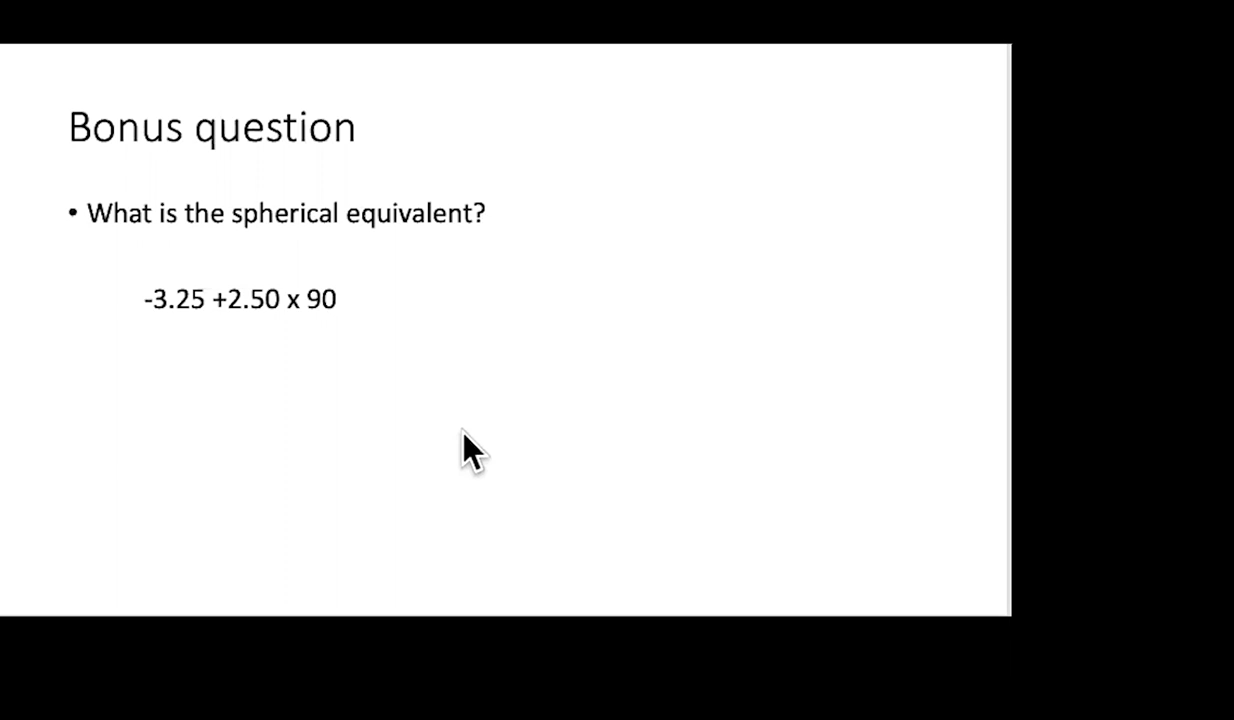 Bonus question
• What is the spherical equivalent?
-3.25 +2.50 x 90